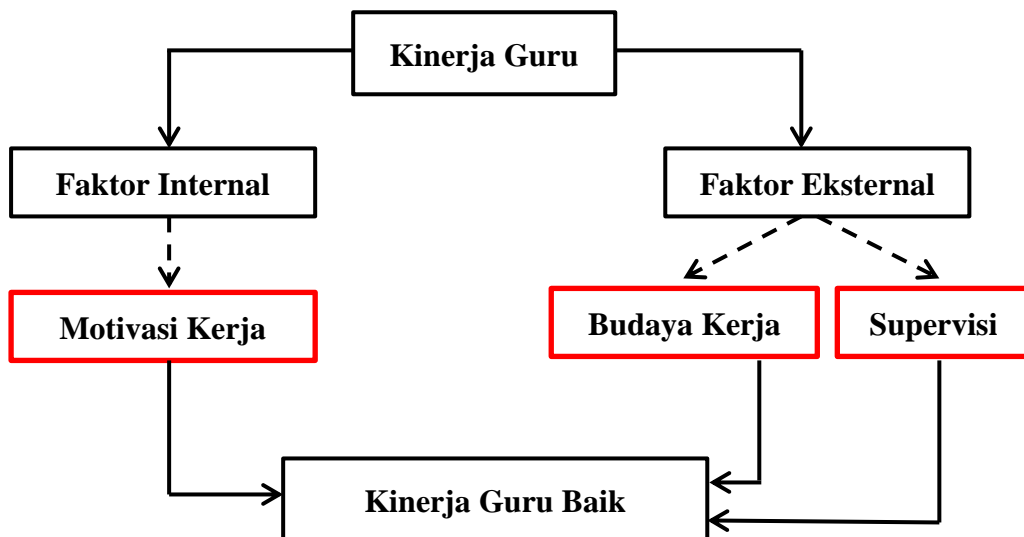 Kinerja Guru
Faktor Internal
Faktor Eksternal
Motivasi Kerja
Budaya Kerja
Supervisi
Kinerja Guru Baik